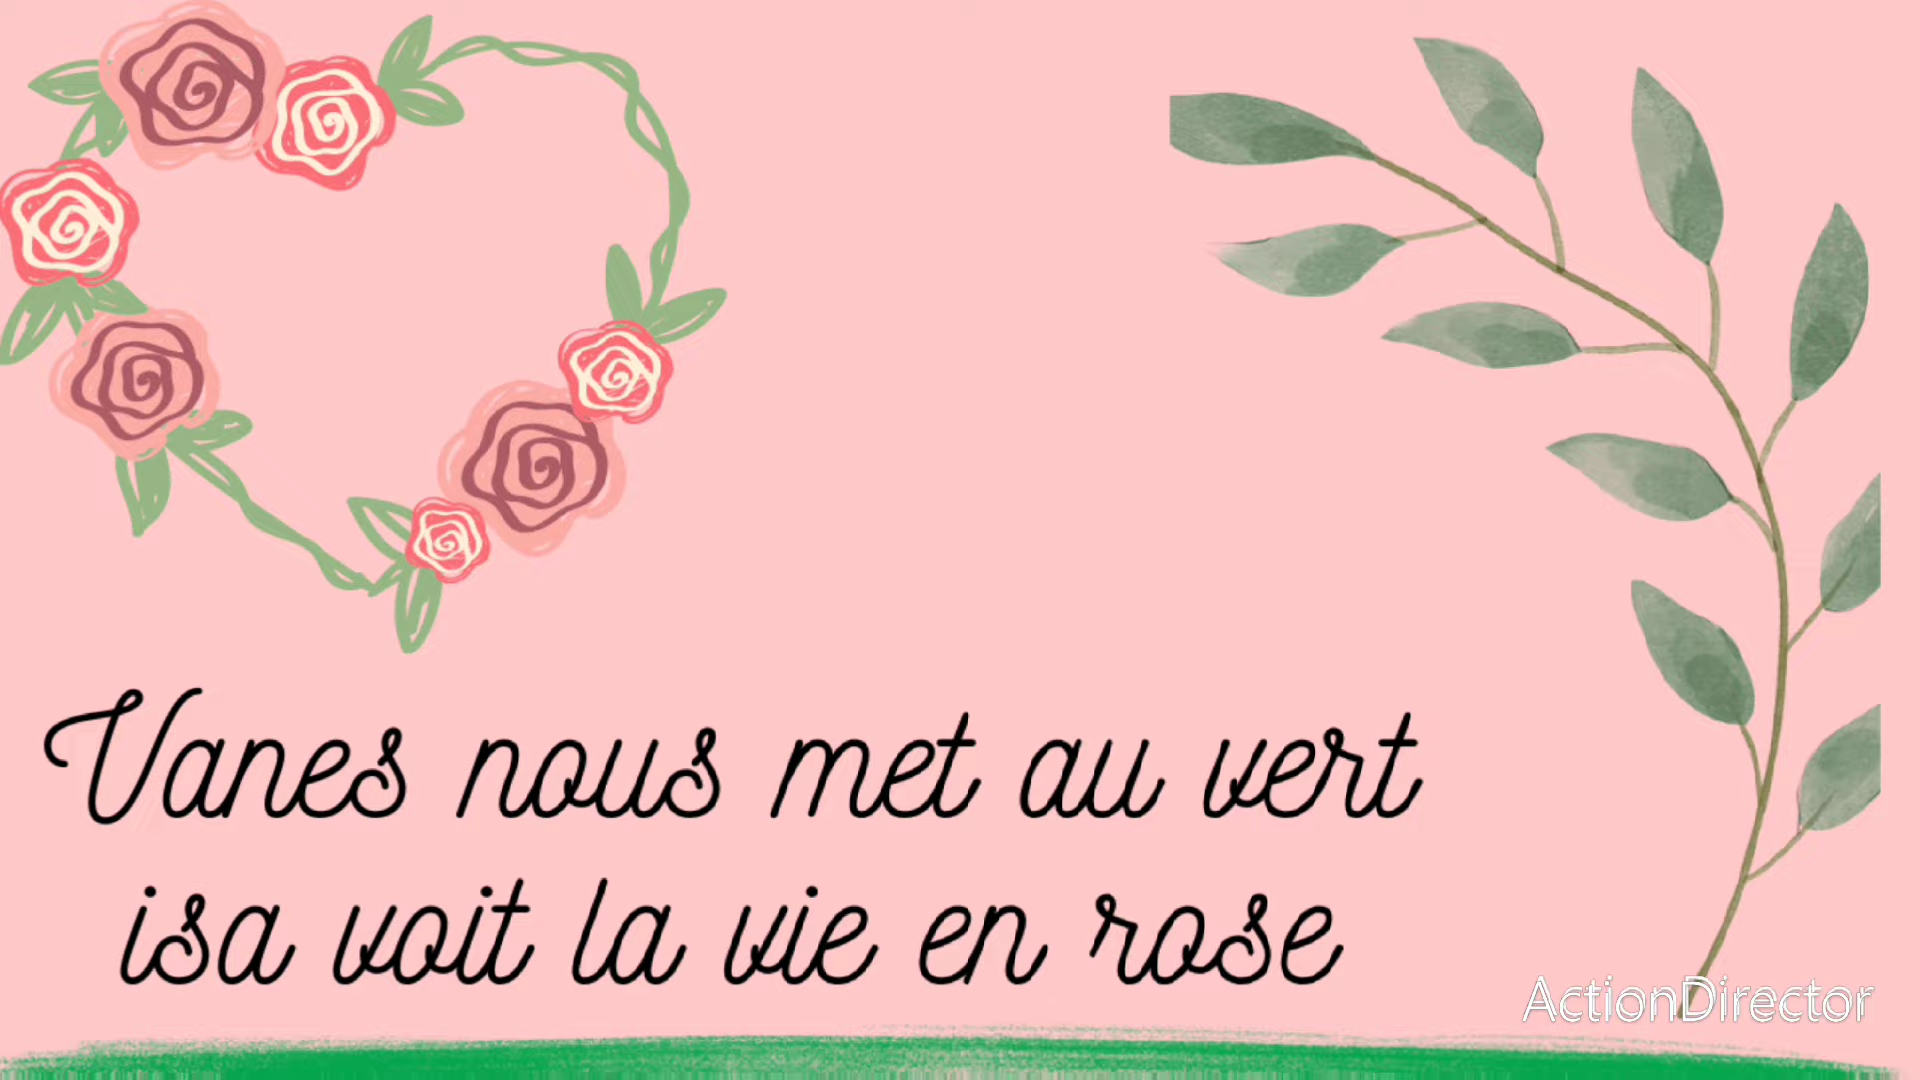 Vanes nous met au vert
isa voit la vie en rose
ActionDirector